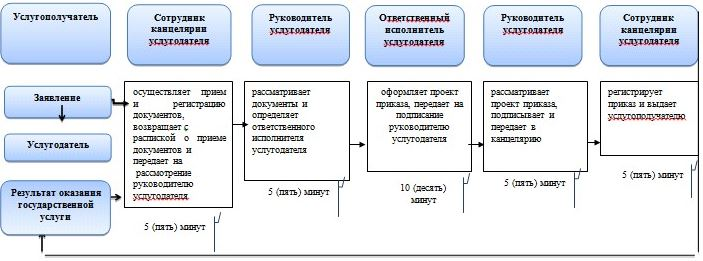 Услугополучатель
Сотрудник
канцелярии
услугодателя
Руководитель
услугодателя
Ответственный
исполнитель
услугодателя
Руководитель
услугодателя
Сотрудник
канцелярии
услугодателя
Заявление
Услугодатель
Результат оказания
государственной
услуги
осуществляет прием
и регистрацию
документов,
возвращает с
распиской о приеме
документов и
передает на
рассмотрение
руководителю
услугодателя
5 (пять) минут
рассматривает
документы и
определяет
ответственного
исполнителя
услугодателя
5 (пять) минут
оформляет проект
приказа, передает на
подписание
руководителю
услугодателя
10 (десять)
минут
рассматривает
проект приказа,
подписывает и
передает в
канцелярию
5 (пять) минут
регистрирует
приказ и выдает
услугополучателю
5 (пять) минут